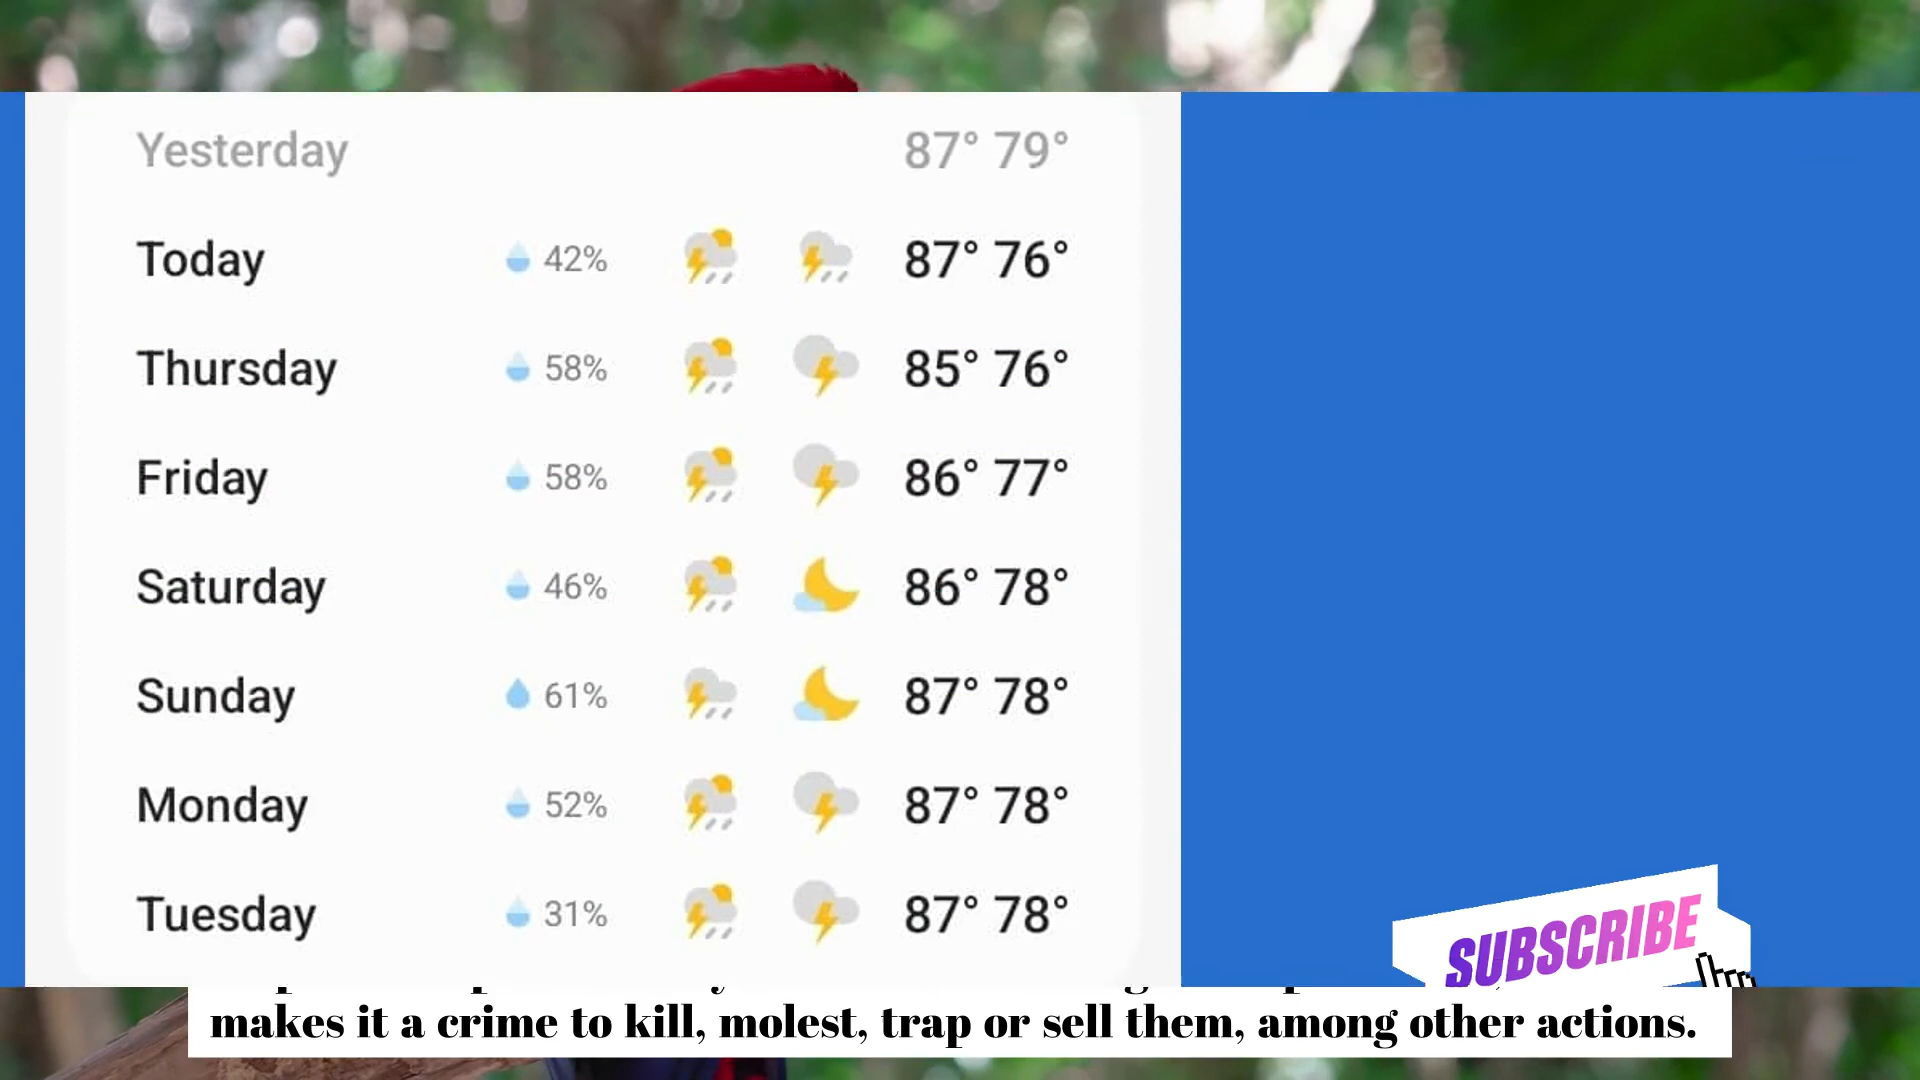 Yesterday 87° 79°
Today 42% 87° 76°
Thursday 58% 85° 76°
Friday 58% 86° 77°
Saturday 46% 86° 78°
Sunday 61% 87° 78°
Monday 52% 87° 78°
Tuesday 31% 87° 78°
SUBSCRIBE
makes it a crime to kill, molest, trap or sell them, among other actions.